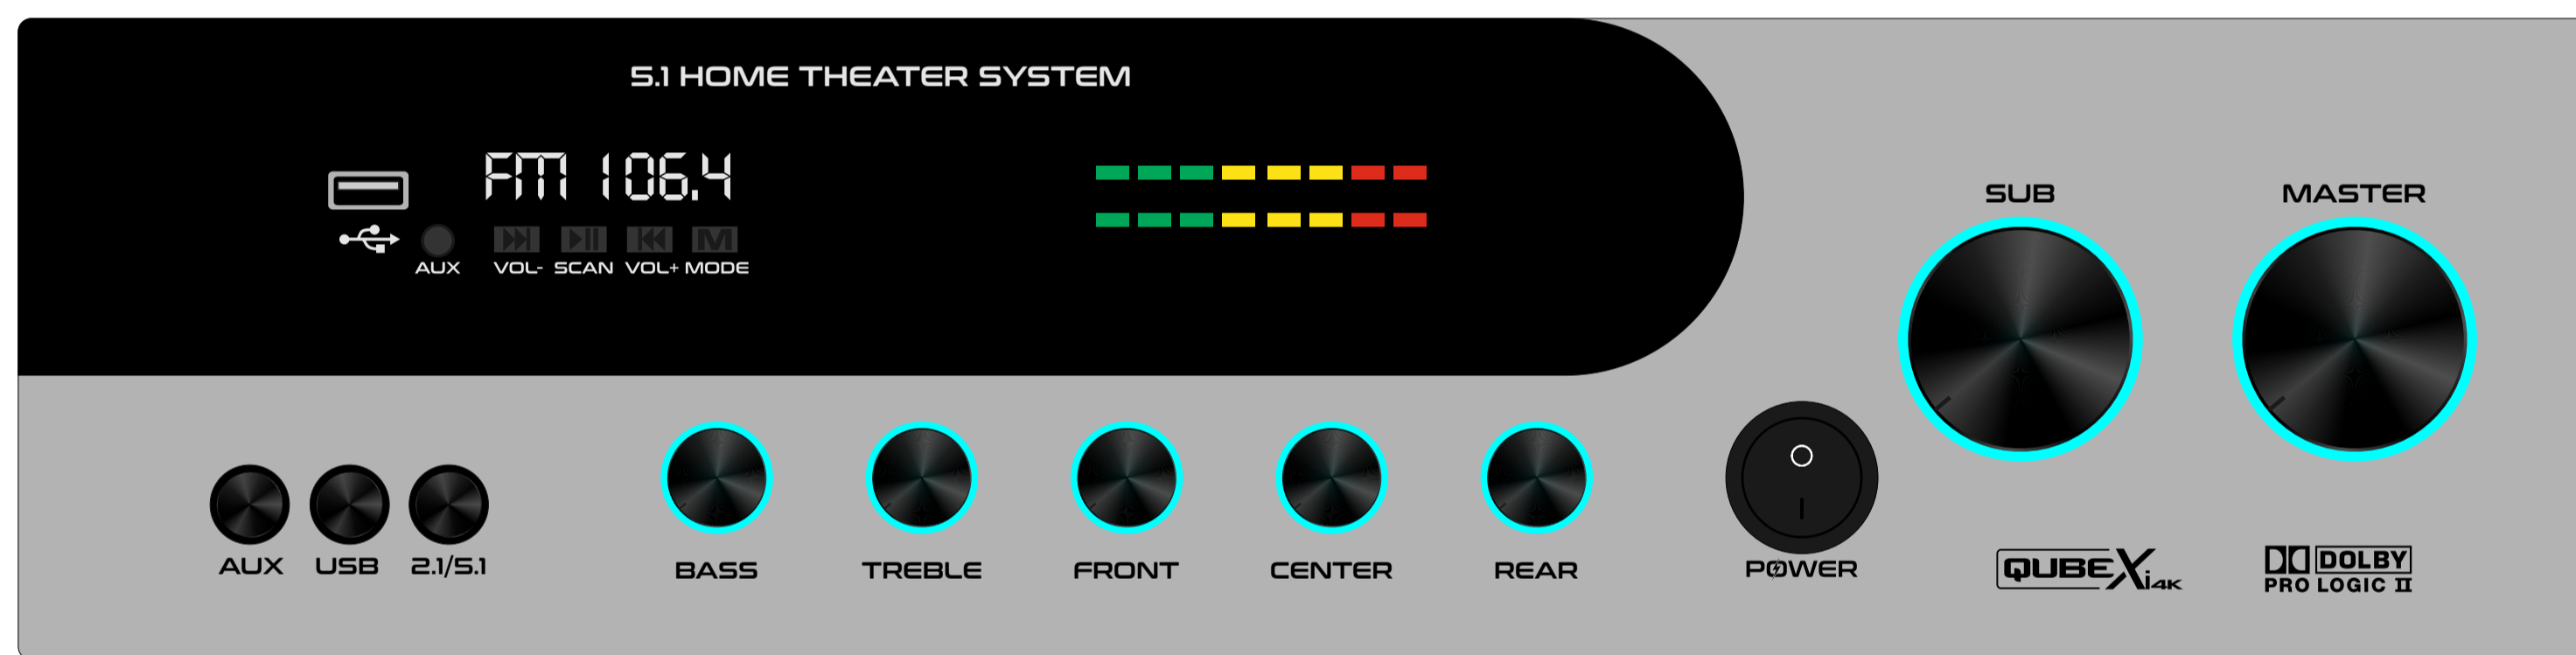 5.1 HOME THEATER SYSTEM
FM 106.4
M
AUX VOL- SCAN VOL+ MODE
SUB MASTER
AUX USB 2.1/5.1
BASS TREBLE FRONT CENTER REAR
POWER
QUBEXi4K
DOLBY
PRO LOGIC II